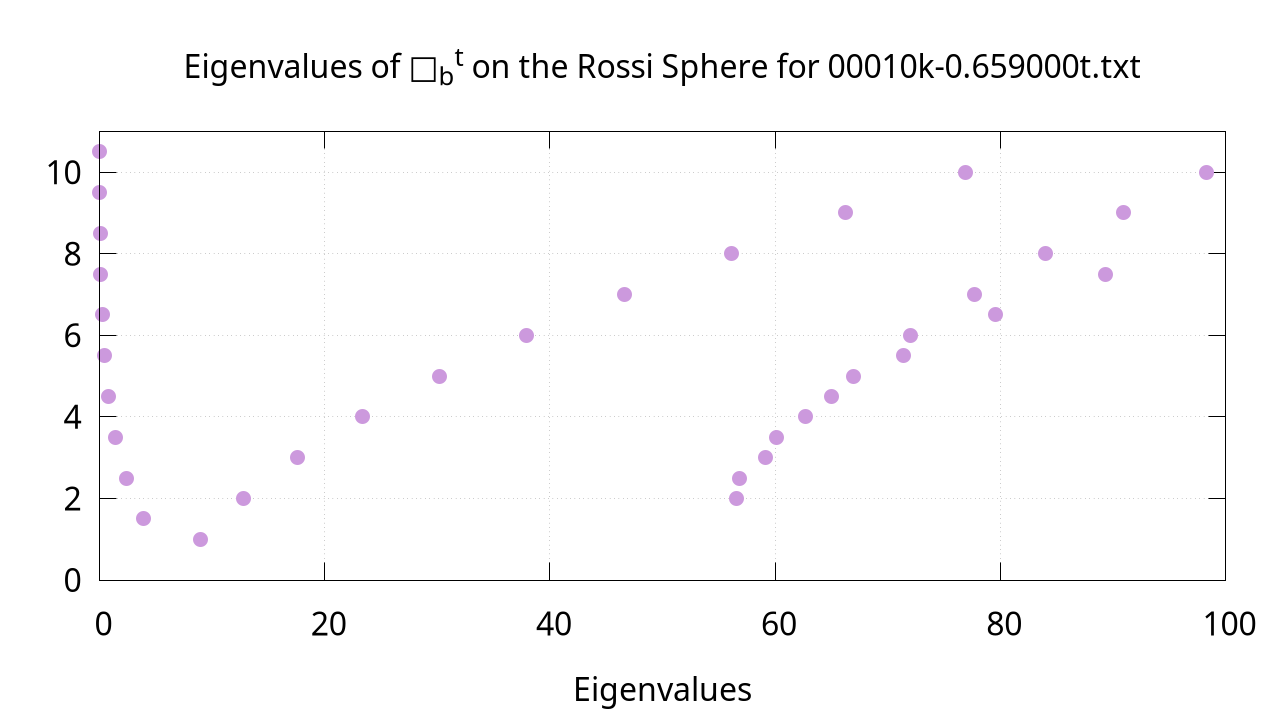 Eigenvalues of □bᵗ on the Rossi Sphere for 00010k-0.659000t.txt
10
8
6
4
2
0
0 20 40 60 80 100
Eigenvalues